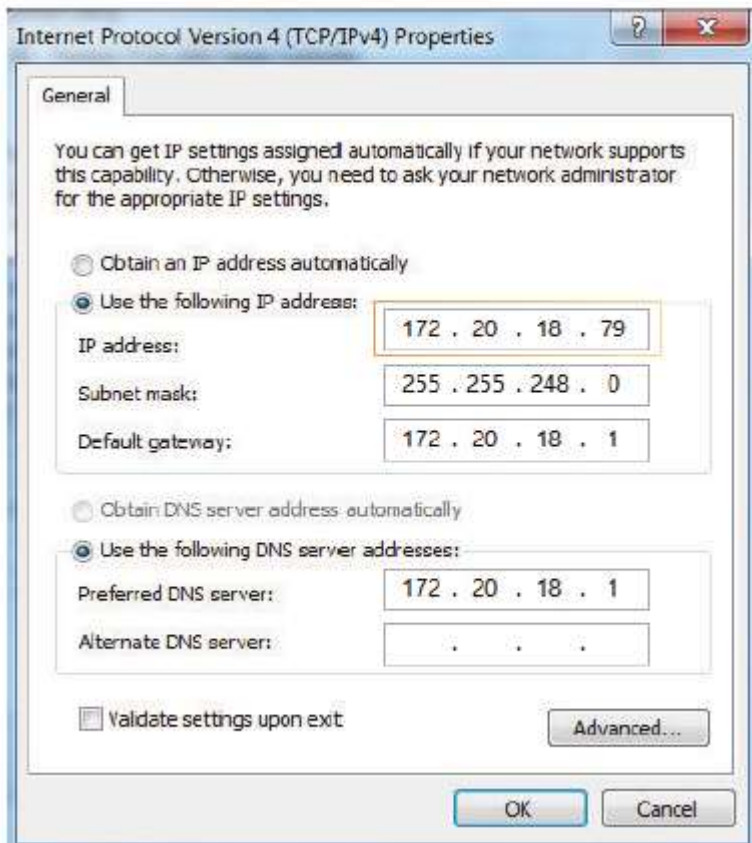 Internet Protocol Version 4 (TCP/IPv4) Properties
General
You can get IP settings assigned automatically if your network supports
this capability. Otherwise, you need to ask your network administrator
for the appropriate IP settings.
Obtain an IP address automatically
Use the following IP address:
IP address: 172 . 20 . 18 . 79
Subnet mask: 255 . 255 . 248 . 0
Default gateway: 172 . 20 . 18 . 1
Obtain DNS server address automatically
Use the following DNS server addresses:
Preferred DNS server: 172 . 20 . 18 . 1
Alternate DNS server: . . .
Validate settings upon exit
Advanced...
OK Cancel